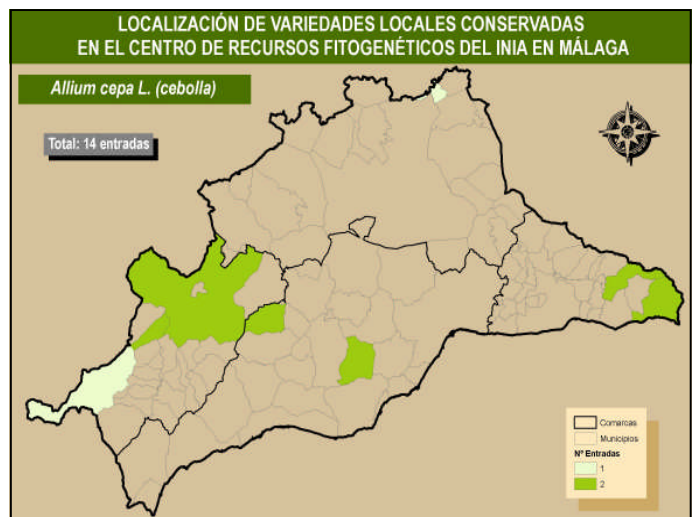 LOCALIZACIÓN DE VARIEDADES LOCALES CONSERVADAS
EN EL CENTRO DE RECURSOS FITOGENÉTICOS DEL INIA EN MÁLAGA
Allium cepa L. (cebolla)
Total: 14 entradas
Comarcas
Municipios
Nº Entradas
1
2